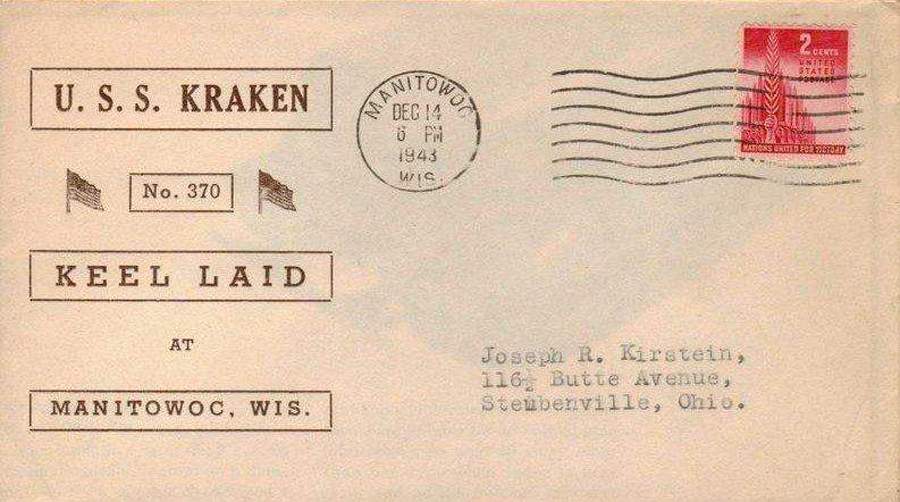 U. S. S. KRAKEN
No. 370
KEEL LAID
AT
MANITOWOC, WIS.
MANITOWOC
DEC 14
6 PM
1943
WIS.
2 CENTS
UNITED
STATES
POSTAGE
NATIONS UNITED FOR VICTORY
Joseph R. Kirstein,
116½ Butte Avenue,
Steubenville, Ohio.